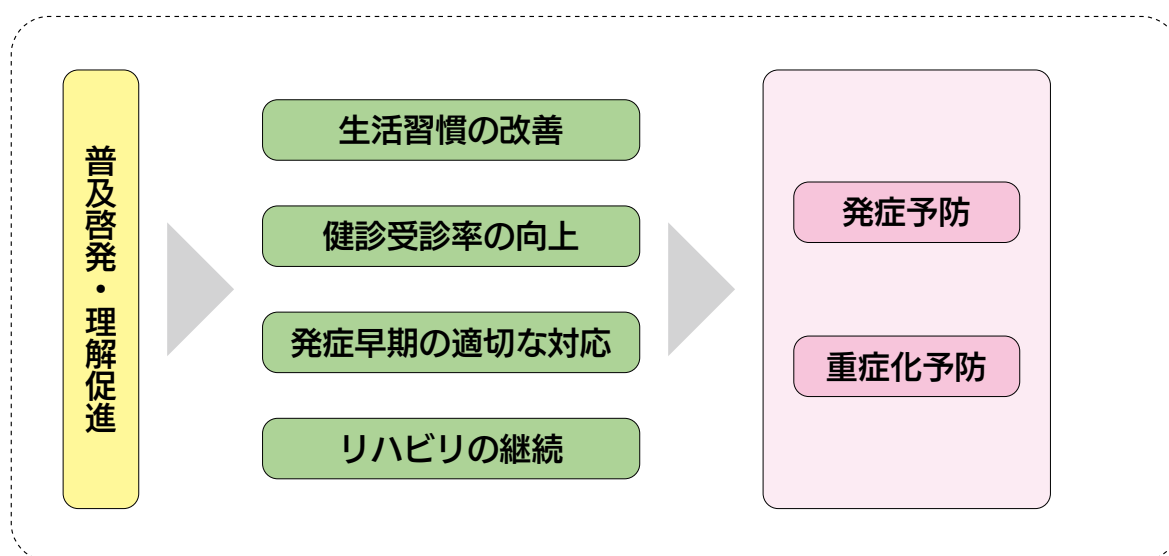 普及啓発・理解促進
生活習慣の改善
健診受診率の向上
発症早期の適切な対応
リハビリの継続
発症予防
重症化予防